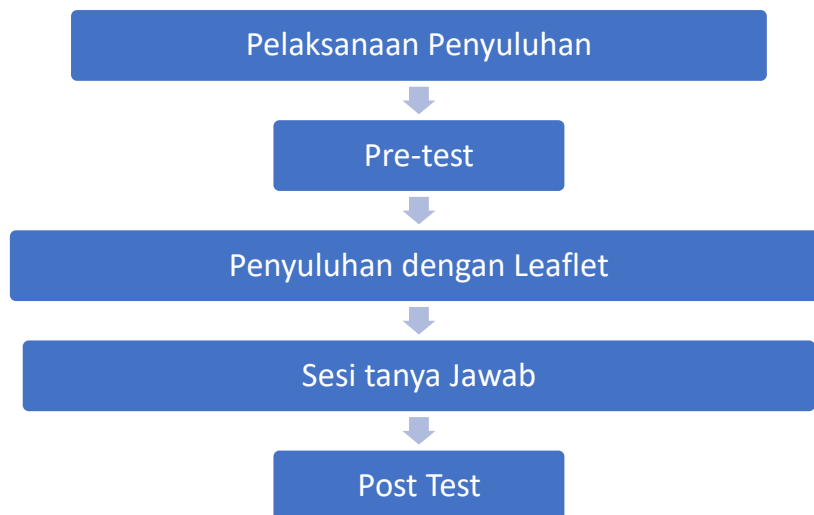 Pelaksanaan Penyuluhan
Pre-test
Penyuluhan dengan Leaflet
Sesi tanya Jawab
Post Test